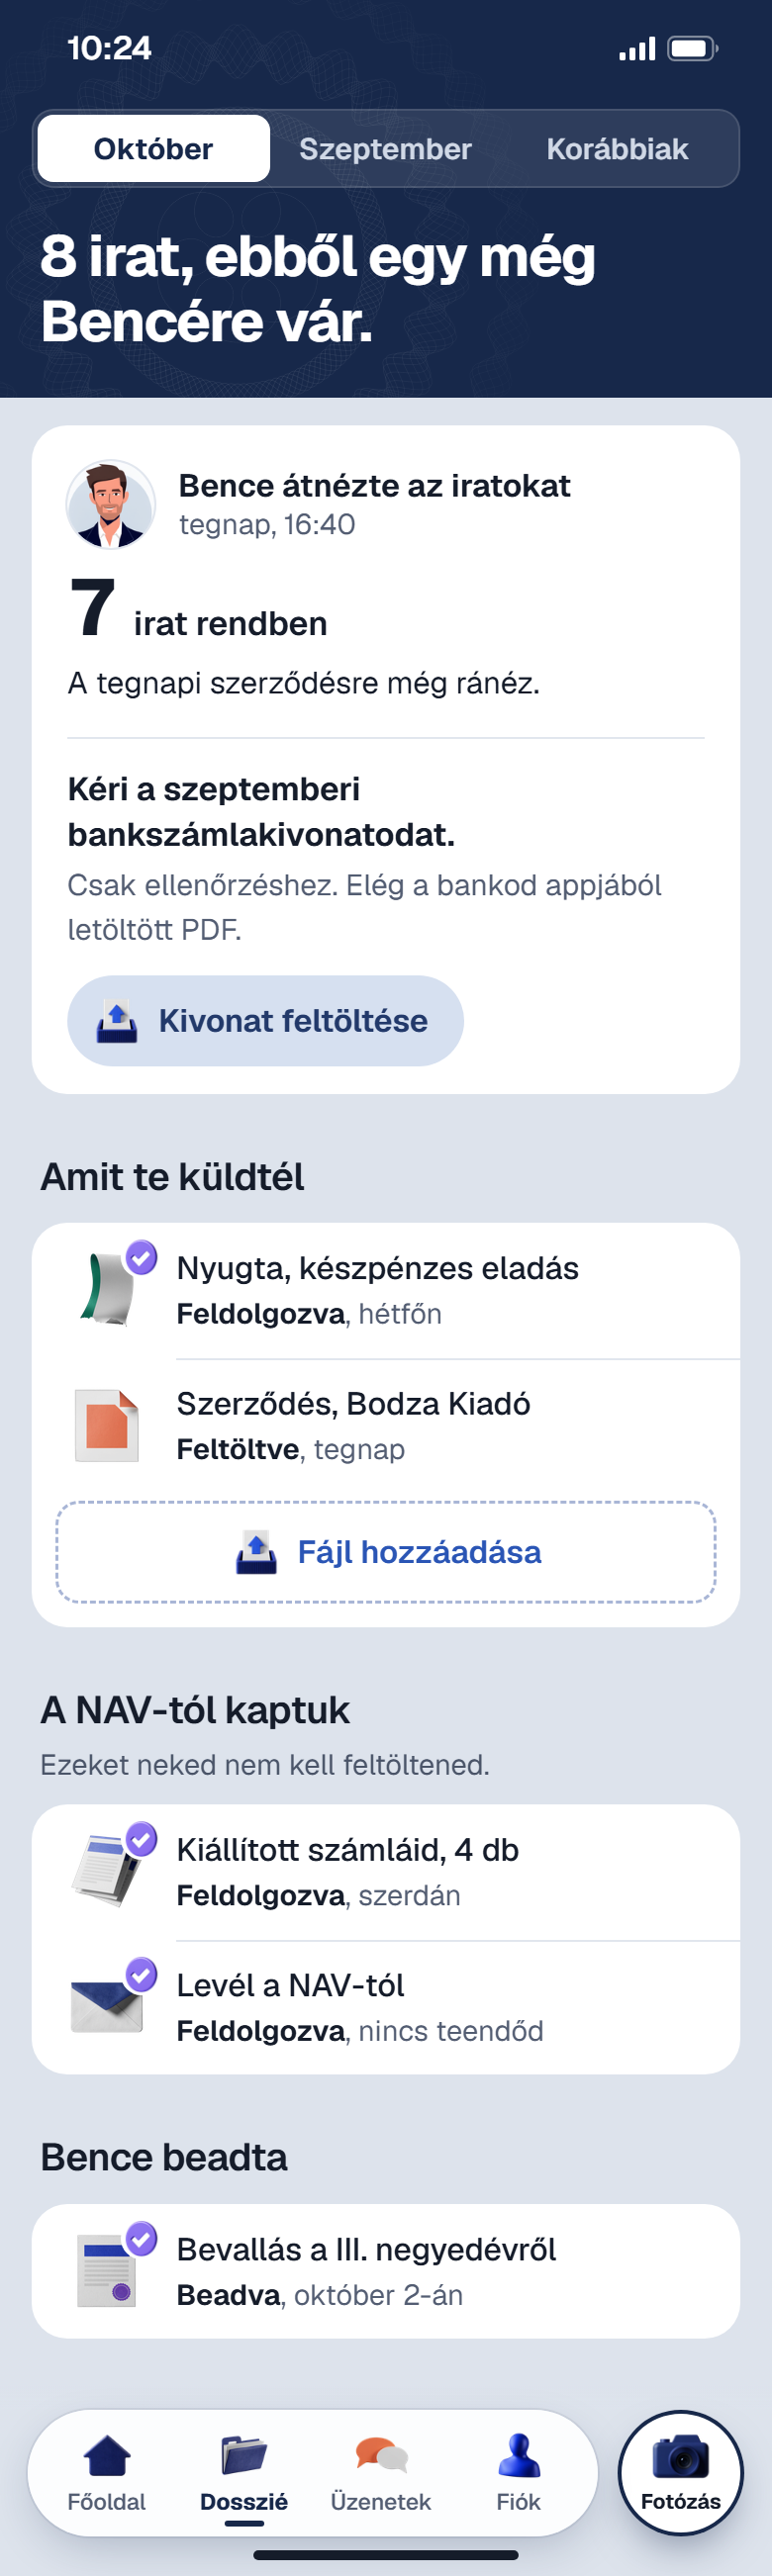 10:24
Október
Szeptember
Korábbiak
8 irat, ebből egy még
Bencére vár.
Bence átnézte az iratokat
tegnap, 16:40
7 irat rendben
A tegnapi szerződésre még ránéz.
Kéri a szeptemberi
bankszámlakivonatodat.
Csak ellenőrzéshez. Elég a bankod appjából
letöltött PDF.
Kivonat feltöltése
Amit te küldtél
Nyugta, készpénzes eladás
Feldolgozva, hétfőn
Szerződés, Bodza Kiadó
Feltöltve, tegnap
Fájl hozzáadása
A NAV-tól kaptuk
Ezeket neked nem kell feltöltened.
Kiállított számláid, 4 db
Feldolgozva, szerdán
Levél a NAV-tól
Feldolgozva, nincs teendőd
Bence beadta
Bevallás a III. negyedévről
Beadva, október 2-án
Főoldal
Dosszié
Üzenetek
Fiók
Fotózás